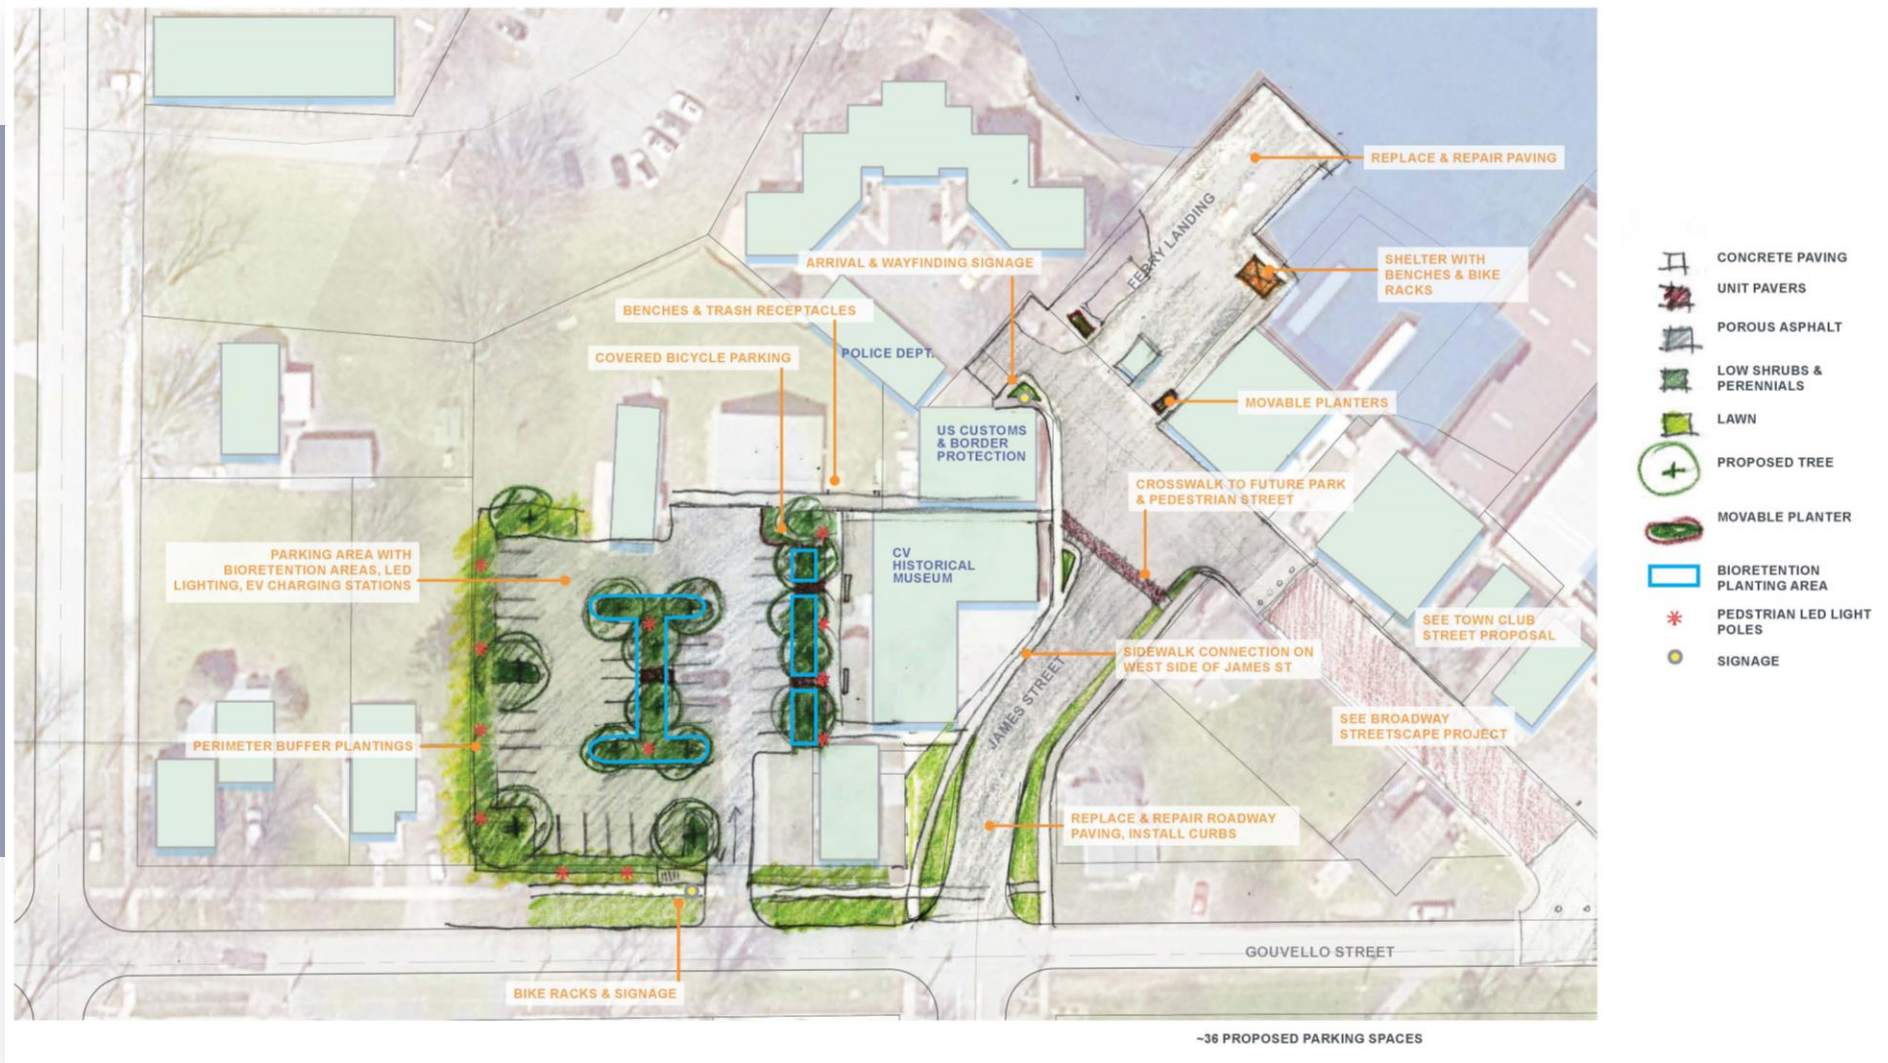 REPLACE & REPAIR PAVING
FERRY LANDING
SHELTER WITH
BENCHES & BIKE
RACKS
ARRIVAL & WAYFINDING SIGNAGE
BENCHES & TRASH RECEPTACLES
COVERED BICYCLE PARKING
POLICE DEPT.
MOVABLE PLANTERS
US CUSTOMS
& BORDER
PROTECTION
CROSSWALK TO FUTURE PARK
& PEDESTRIAN STREET
PARKING AREA WITH
BIORETENTION AREAS, LED
LIGHTING, EV CHARGING STATIONS
CV
HISTORICAL
MUSEUM
SEE TOWN CLUB
STREET PROPOSAL
SIDEWALK CONNECTION ON
WEST SIDE OF JAMES ST
JAMES STREET
SEE BROADWAY
STREETSCAPE PROJECT
PERIMETER BUFFER PLANTINGS
REPLACE & REPAIR ROADWAY
PAVING, INSTALL CURBS
GOUVELLO STREET
BIKE RACKS & SIGNAGE
~36 PROPOSED PARKING SPACES
CONCRETE PAVING
UNIT PAVERS
POROUS ASPHALT
LOW SHRUBS &
PERENNIALS
LAWN
PROPOSED TREE
MOVABLE PLANTER
BIORETENTION
PLANTING AREA
PEDSTRIAN LED LIGHT
POLES
SIGNAGE